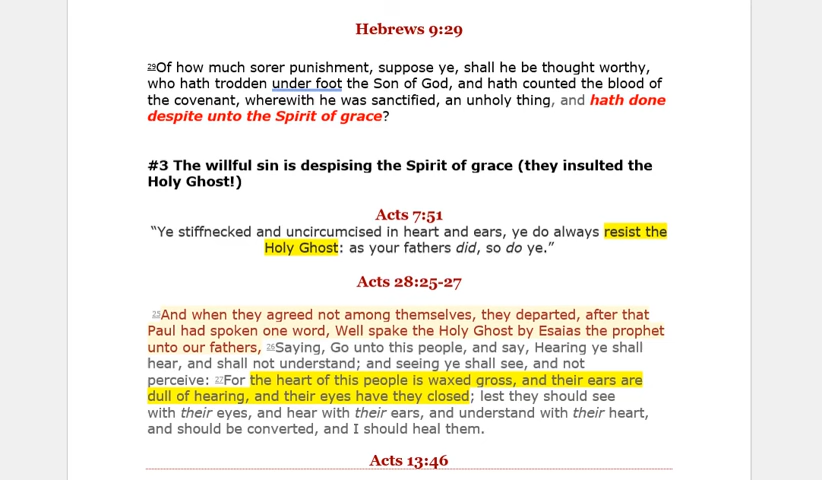 Hebrews 9:29
29Of how much sorer punishment, suppose ye, shall he be thought worthy,
who hath trodden under foot the Son of God, and hath counted the blood of
the covenant, wherewith he was sanctified, an unholy thing, and hath done
despite unto the Spirit of grace?
#3 The willful sin is despising the Spirit of grace (they insulted the
Holy Ghost!)
Acts 7:51
“Ye stiffnecked and uncircumcised in heart and ears, ye do always resist the
Holy Ghost: as your fathers did, so do ye.”
Acts 28:25-27
25And when they agreed not among themselves, they departed, after that
Paul had spoken one word, Well spake the Holy Ghost by Esaias the prophet
unto our fathers, 26Saying, Go unto this people, and say, Hearing ye shall
hear, and shall not understand; and seeing ye shall see, and not
perceive: 27For the heart of this people is waxed gross, and their ears are
dull of hearing, and their eyes have they closed; lest they should see
with their eyes, and hear with their ears, and understand with their heart,
and should be converted, and I should heal them.
Acts 13:46